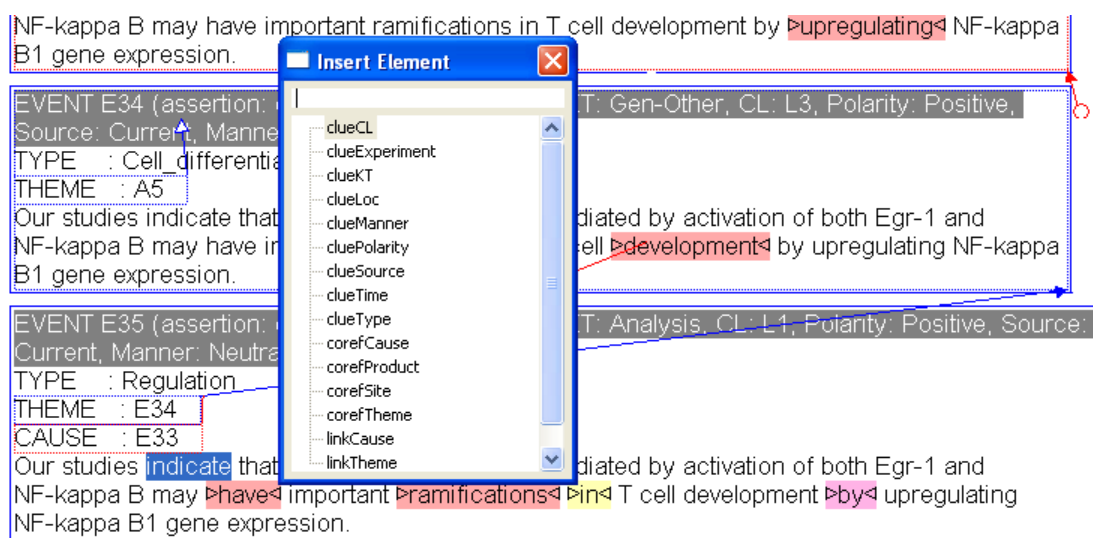 NF-kappa B may have important ramifications in T cell development by ▷upregulating◁ NF-kappa
B1 gene expression.
Insert Element
EVENT E34 (assertion: T: Gen-Other, CL: L3, Polarity: Positive,
Source: Current, Manne
TYPE : Cell_differentia
THEME : A5
Our studies indicate that diated by activation of both Egr-1 and
NF-kappa B may have ell ▷development◁ by upregulating NF-kappa
B1 gene expression.
clueCL
clueExperiment
clueKT
clueLoc
clueManner
cluePolarity
clueSource
clueTime
clueType
corefCause
corefProduct
corefSite
corefTheme
linkCause
linkTheme
EVENT E35 (assertion: T: Analysis, CL: L1, Polarity: Positive, Source:
Current, Manner: Neutra
TYPE : Regulation
THEME : E34
CAUSE : E33
Our studies indicate that diated by activation of both Egr-1 and
NF-kappa B may ▷have◁ important ▷ramifications◁ ▷in◁ T cell development ▷by◁ upregulating
NF-kappa B1 gene expression.